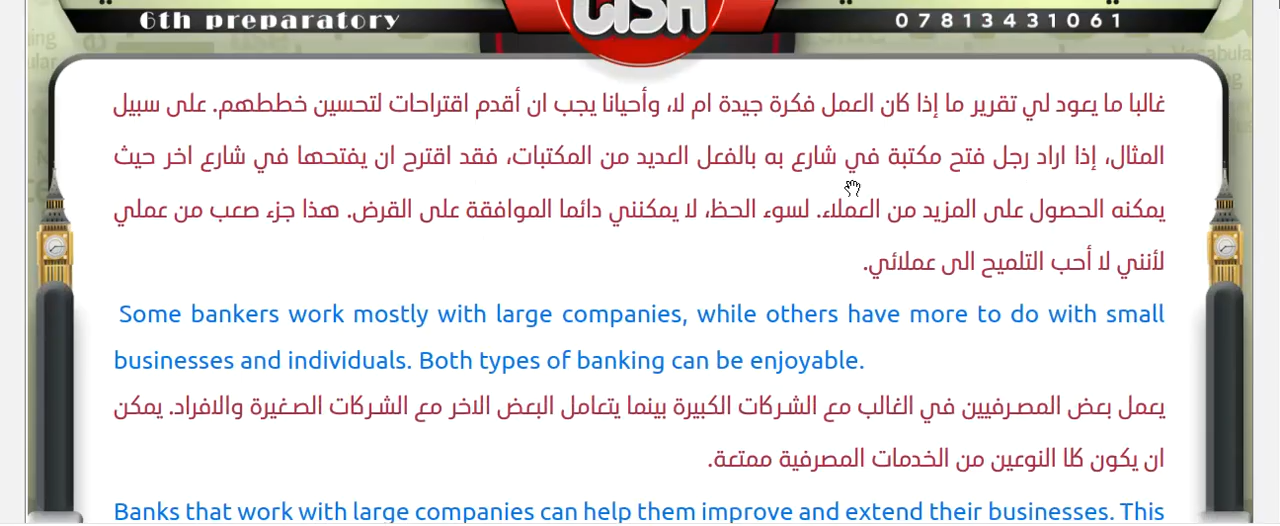 6th preparatory
07813431061
غالبا ما يعود لي تقرير ما إذا كان العمل فكرة جيدة ام لا، وأحيانا يجب ان أقدم اقتراحات لتحسين خططهم. على سبيل
المثال، إذا اراد رجل فتح مكتبة في شارع به بالفعل العديد من المكتبات، فقد اقترح ان يفتحها في شارع اخر حيث
يمكنه الحصول على المزيد من العملاء. لسوء الحظ، لا يمكنني دائما الموافقة على القرض. هذا جزء صعب من عملي
لأنني لا أحب التلميح الى عملائي.
Some bankers work mostly with large companies, while others have more to do with small
businesses and individuals. Both types of banking can be enjoyable.
يعمل بعض المصرفيين في الغالب مع الشركات الكبيرة بينما يتعامل البعض الاخر مع الشركات الصغيرة والافراد. يمكن
ان يكون كلا النوعين من الخدمات المصرفية ممتعة.
Banks that work with large companies can help them improve and extend their businesses. This